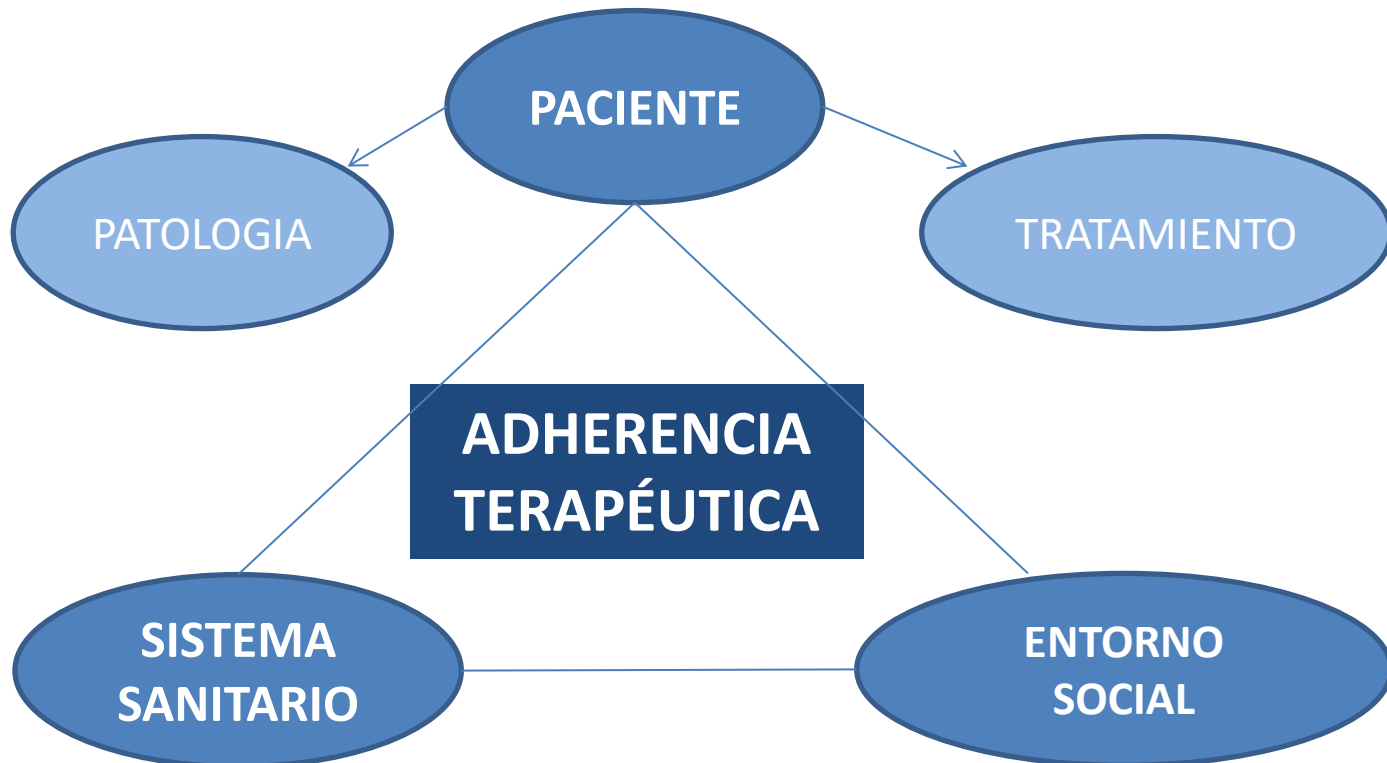 PACIENTE
PATOLOGIA
TRATAMIENTO
ADHERENCIA
TERAPÉUTICA
SISTEMA
SANITARIO
ENTORNO
SOCIAL